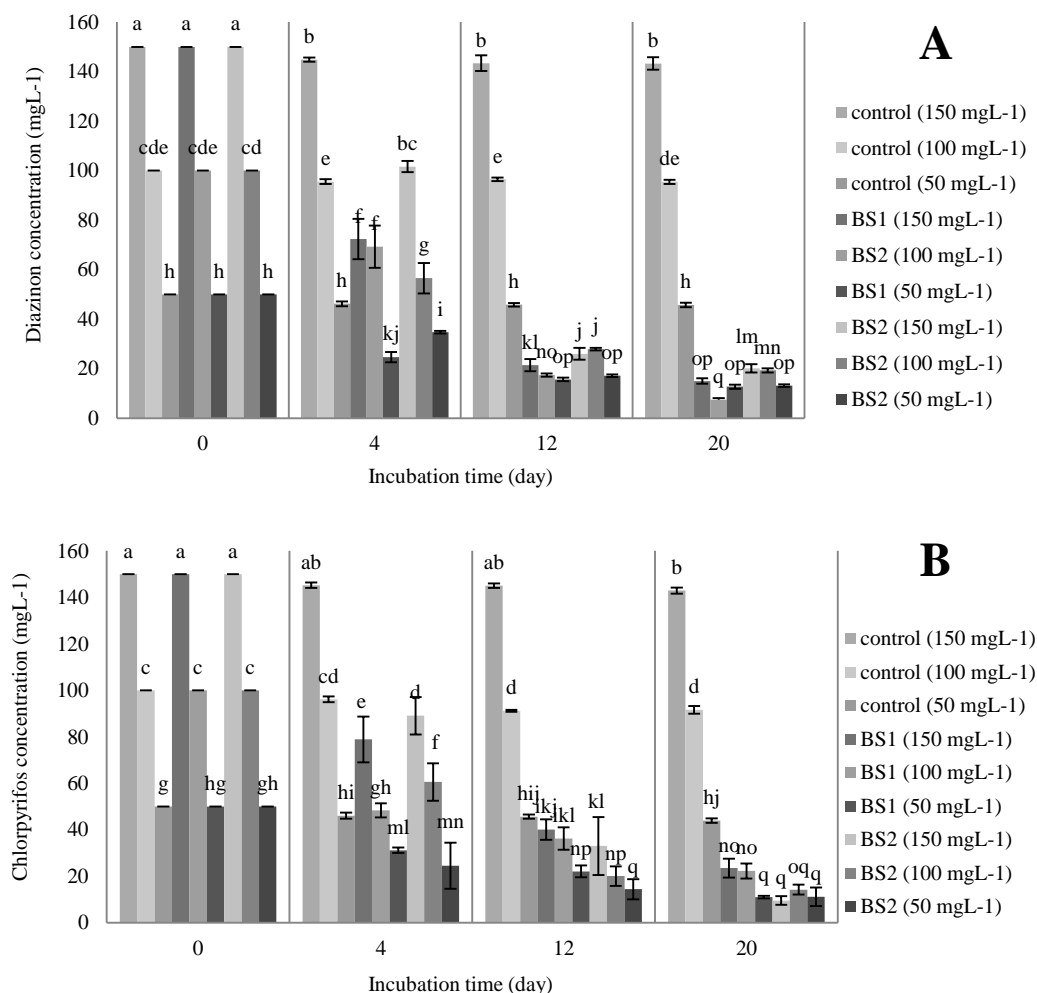 A
Diazinon concentration (mgL-1)
160
140
120
100
80
60
40
20
0
a a a
cde cde cd
h h h
b
e
h
f f
kj
bc
g
i
b
e
h
kl no op
j j
op
b
de
h
op q op
lm mn
op
0 4 12 20
Incubation time (day)
control (150 mgL-1)
control (100 mgL-1)
control (50 mgL-1)
BS1 (150 mgL-1)
BS2 (100 mgL-1)
BS1 (50 mgL-1)
BS2 (150 mgL-1)
BS2 (100 mgL-1)
BS2 (50 mgL-1)
B
Chlorpyrifos concentration (mgL-1)
160
140
120
100
80
60
40
20
0
a a a
c c c
g hg gh
ab
cd
hi
e
gh
ml
d
f
mn
ab
d
hij
np
kl
np
q
b
d
hj
no no
q q oq q
0 4 12 20
Incubation time (day)
control (150 mgL-1)
control (100 mgL-1)
control (50 mgL-1)
BS1 (150 mgL-1)
BS1 (100 mgL-1)
BS1 (50 mgL-1)
BS2 (150 mgL-1)
BS2 (100 mgL-1)
BS2 (50 mgL-1)